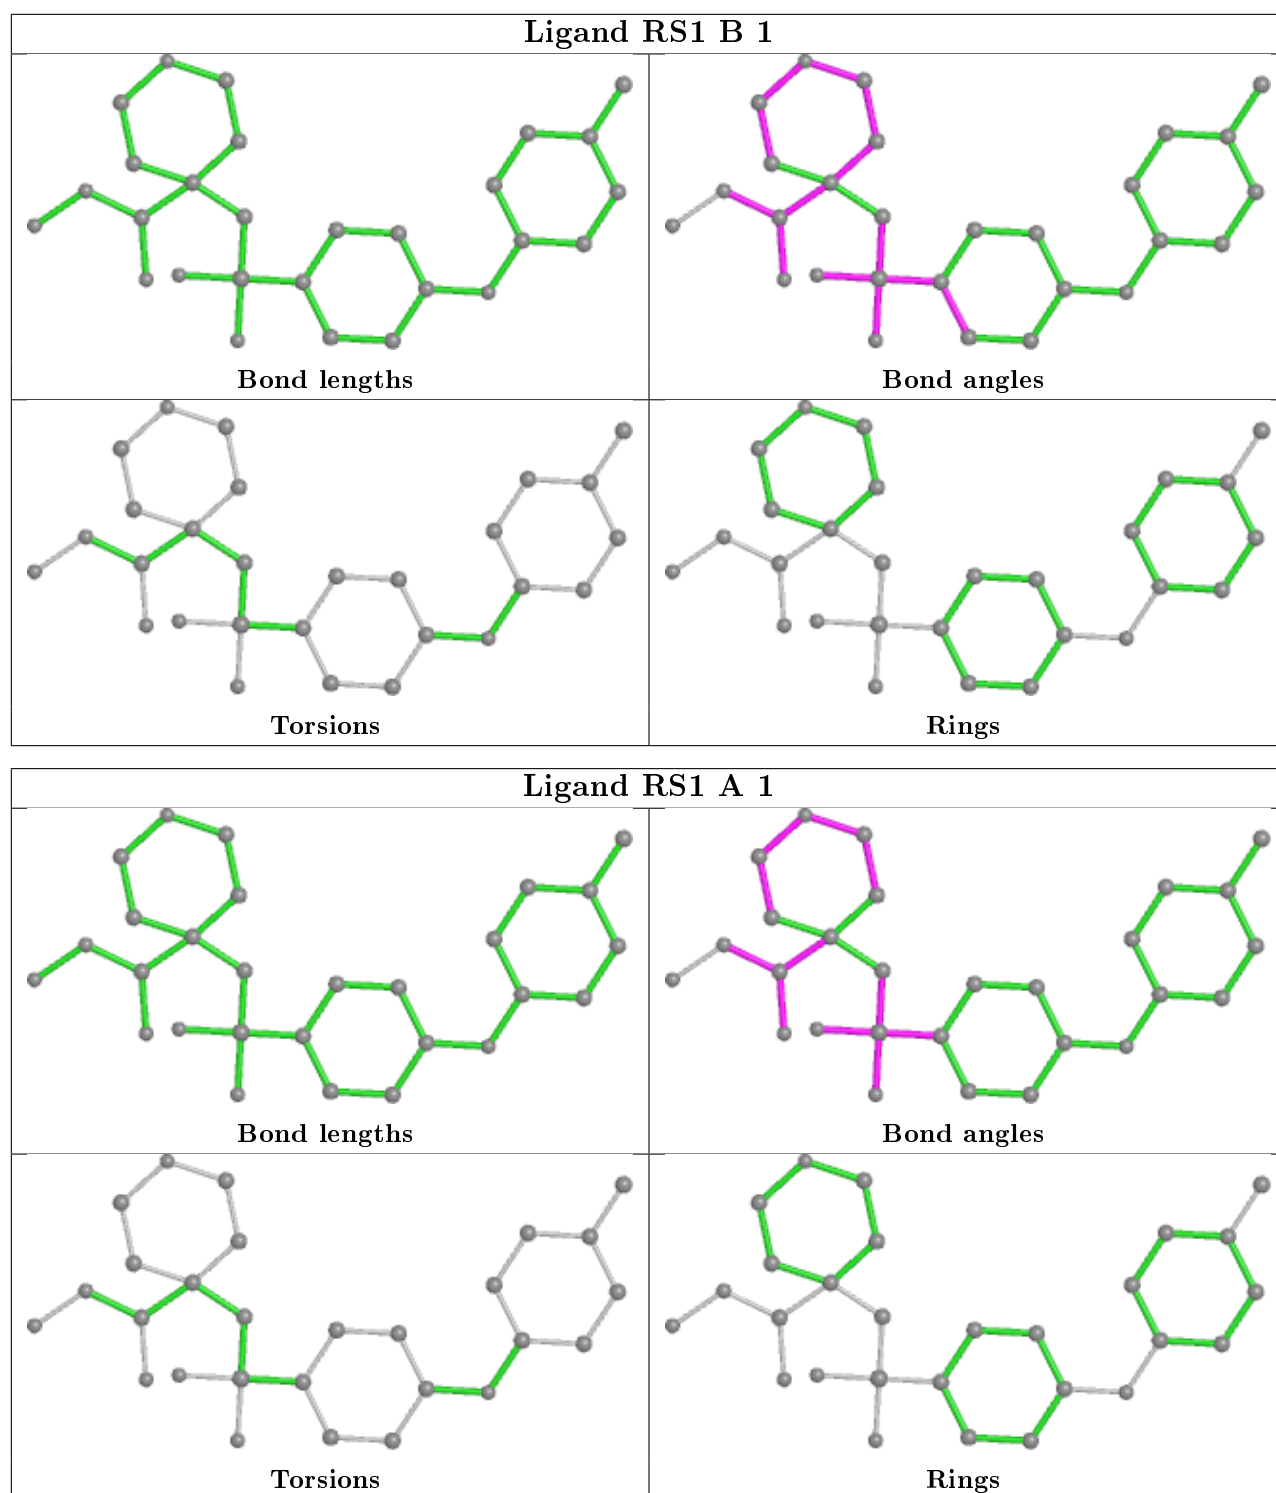 Ligand RS1 B 1
Bond lengths
Bond angles
Torsions
Rings
Ligand RS1 A 1
Bond lengths
Bond angles
Torsions
Rings